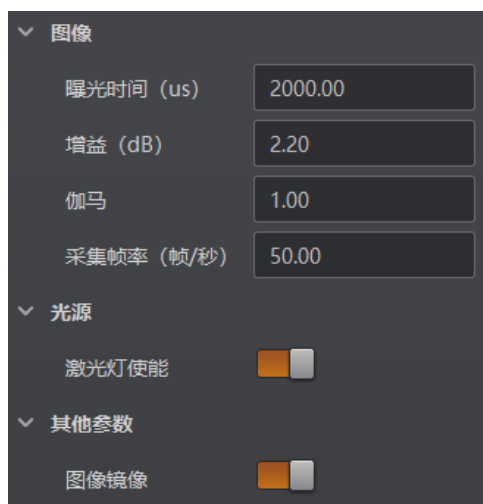 图像
曝光时间（us） 2000.00
增益（dB） 2.20
伽马 1.00
采集帧率（帧/秒） 50.00
光源
激光灯使能
其他参数
图像镜像